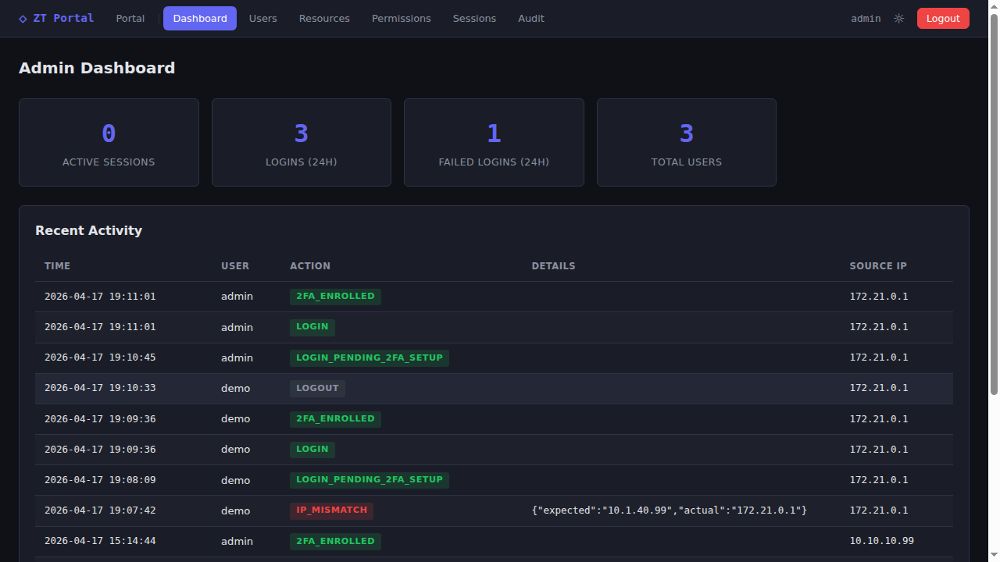 ◇ ZT Portal Portal | Dashboard Users Resources Permissions Sessions Audit admin Logout
Admin Dashboard
0 3 1 3
ACTIVE SESSIONS LOGINS (24H) FAILED LOGINS (24H) TOTAL USERS
Recent Activity
TIME USER ACTION DETAILS SOURCE IP
2026-04-17 19:11:01 admin 2FA_ENROLLED 172.21.0.1
2026-04-17 19:11:01 admin LOGIN 172.21.0.1
2026-04-17 19:10:45 admin LOGIN_PENDING_2FA_SETUP 172.21.0.1
2026-04-17 19:10:33 demo LOGOUT 172.21.0.1
2026-04-17 19:09:36 demo 2FA_ENROLLED 172.21.0.1
2026-04-17 19:09:36 demo LOGIN 172.21.0.1
2026-04-17 19:08:09 demo LOGIN_PENDING_2FA_SETUP 172.21.0.1
2026-04-17 19:07:42 demo IP_MISMATCH {"expected":"10.1.40.99","actual":"172.21.0.1"} 172.21.0.1
2026-04-17 15:14:44 admin 2FA_ENROLLED 10.10.10.99